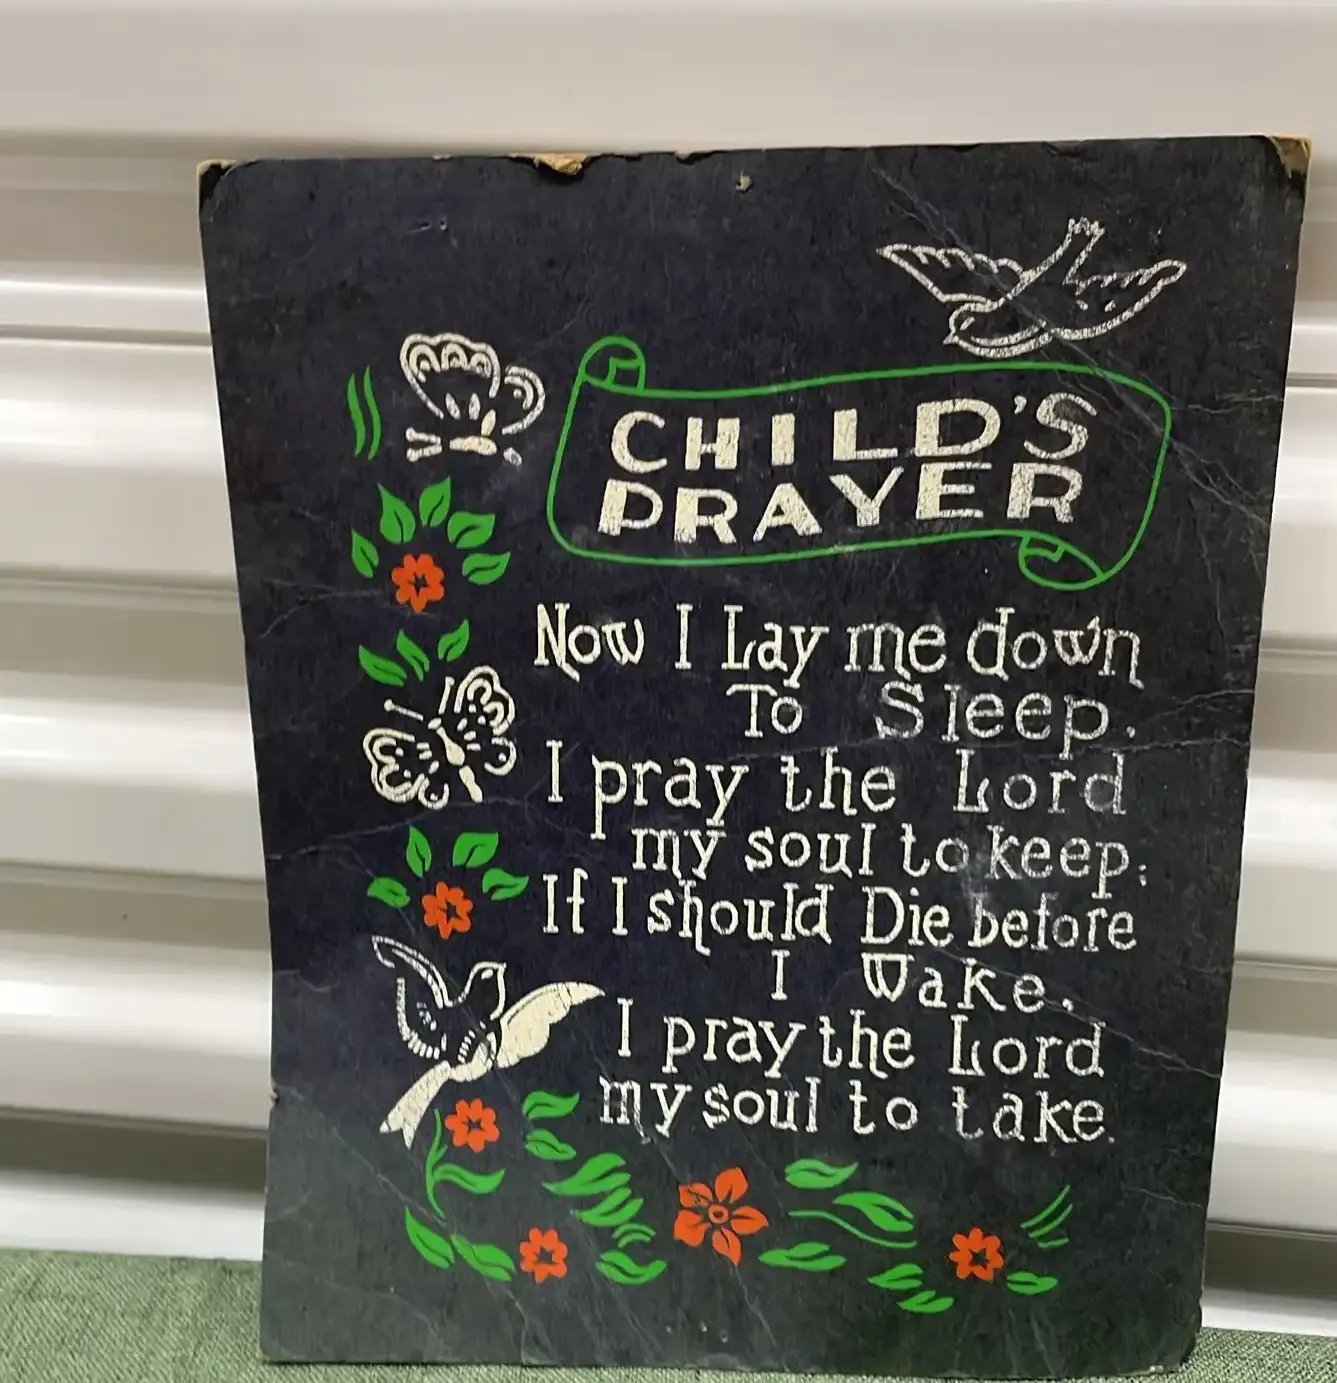 CHILD'S
PRAYER
Now I Lay me down
To Sleep.
I pray the Lord
my soul to keep;
If I should Die before
I Wake,
I pray the Lord
my soul to take.